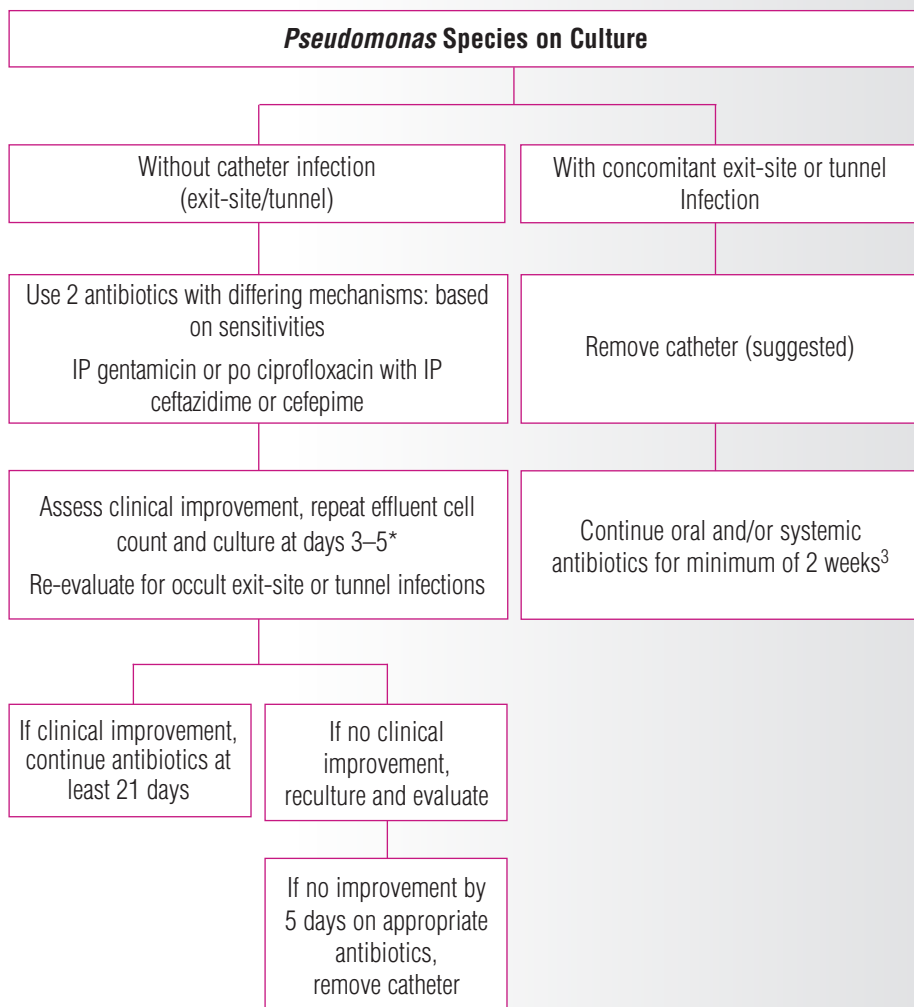 Pseudomonas Species on Culture
Without catheter infection
(exit-site/tunnel)
With concomitant exit-site or tunnel
Infection
Use 2 antibiotics with differing mechanisms: based
on sensitivities
IP gentamicin or po ciprofloxacin with IP
ceftazidime or cefepime
Remove catheter (suggested)
Assess clinical improvement, repeat effluent cell
count and culture at days 3–5*
Re-evaluate for occult exit-site or tunnel infections
Continue oral and/or systemic
antibiotics for minimum of 2 weeks3
If clinical improvement,
continue antibiotics at
least 21 days
If no clinical
improvement,
reculture and evaluate
If no improvement by
5 days on appropriate
antibiotics,
remove catheter